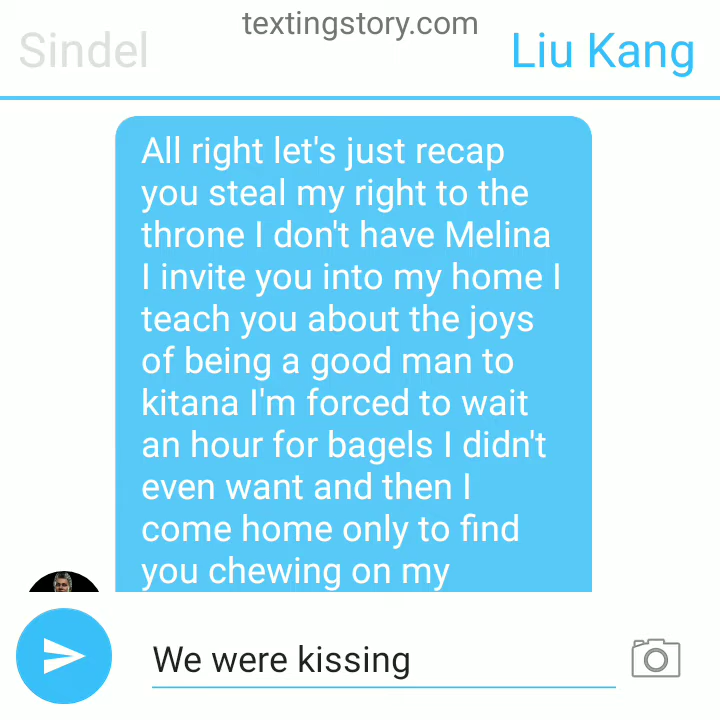 textingstory.com
Sindel
Liu Kang
All right let's just recap
you steal my right to the
throne I don't have Melina
I invite you into my home I
teach you about the joys
of being a good man to
kitana I'm forced to wait
an hour for bagels I didn't
even want and then I
come home only to find
you chewing on my
We were kissing